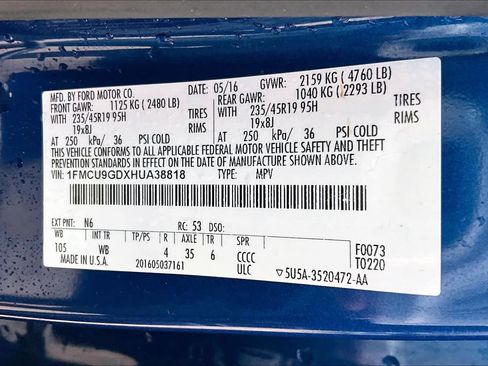 MFD. BY FORD MOTOR CO. 05/16 GVWR: 2159 KG ( 4760 LB)
FRONT GAWR: 1125 KG ( 2480 LB) REAR GAWR: 1040 KG ( 2293 LB)
WITH 235/45R19 95H TIRES WITH 235/45R19 95H TIRES
19x8J RIMS 19x8J RIMS
AT 250 kPa/ 36 PSI COLD AT 250 kPa/ 36 PSI COLD
THIS VEHICLE CONFORMS TO ALL APPLICABLE FEDERAL MOTOR VEHICLE SAFETY AND THEFT
PREVENTION STANDARDS IN EFFECT ON THE DATE OF MANUFACTURE SHOWN ABOVE.
VIN: 1FMCU9GDXHUA38818 TYPE: MPV
EXT PNT: N6 RC: 53 DSO:
WB INT TR TP/PS R AXLE TR SPR F0073
105 WB 4 35 6 CCCC T0220
201605037161 ULC ▽5U5A-3520472-AA